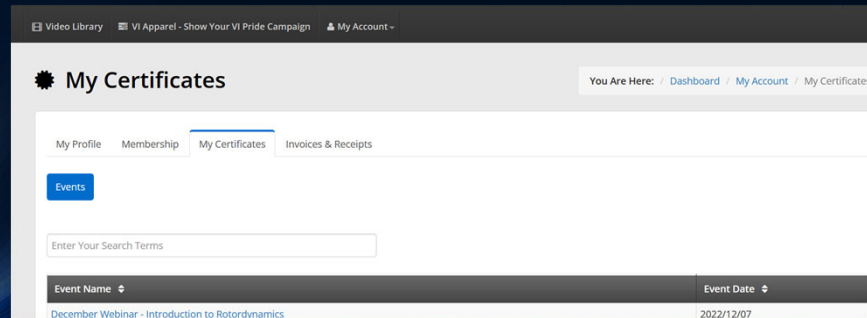 Video Library VI Apparel - Show Your VI Pride Campaign My Account
My Certificates
You Are Here: / Dashboard / My Account / My Certificate
My Profile Membership My Certificates Invoices & Receipts
Events
Enter Your Search Terms
Event Name Event Date
December Webinar - Introduction to Rotordynamics 2022/12/07